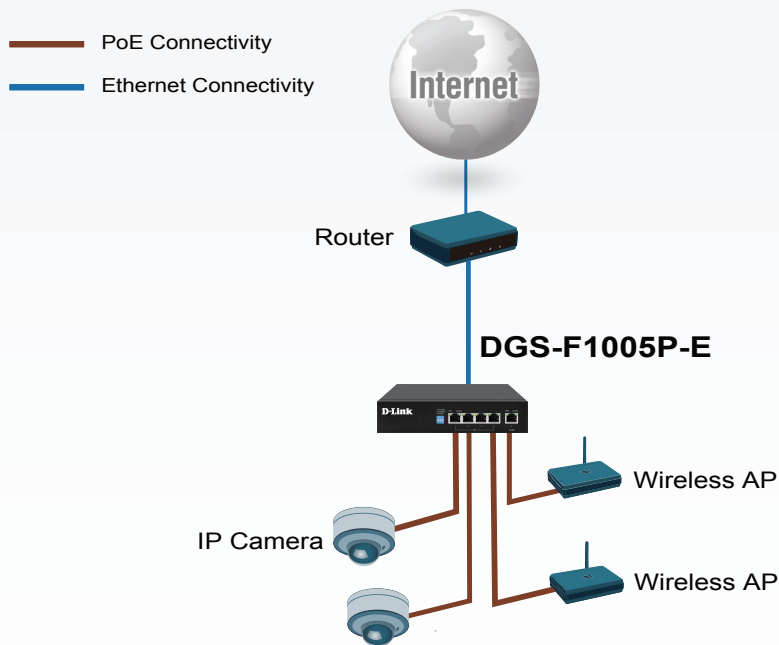 PoE Connectivity
Ethernet Connectivity
Internet
Router
DGS-F1005P-E
D-Link
Wireless AP
IP Camera
Wireless AP